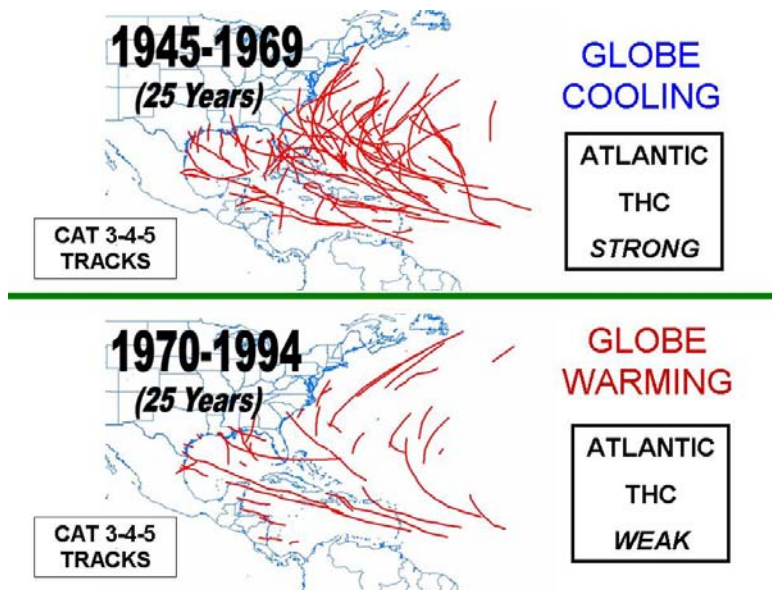 1945-1969
(25 Years)
GLOBE
COOLING
ATLANTIC
THC
STRONG
CAT 3-4-5
TRACKS
1970-1994
(25 Years)
GLOBE
WARMING
ATLANTIC
THC
WEAK
CAT 3-4-5
TRACKS